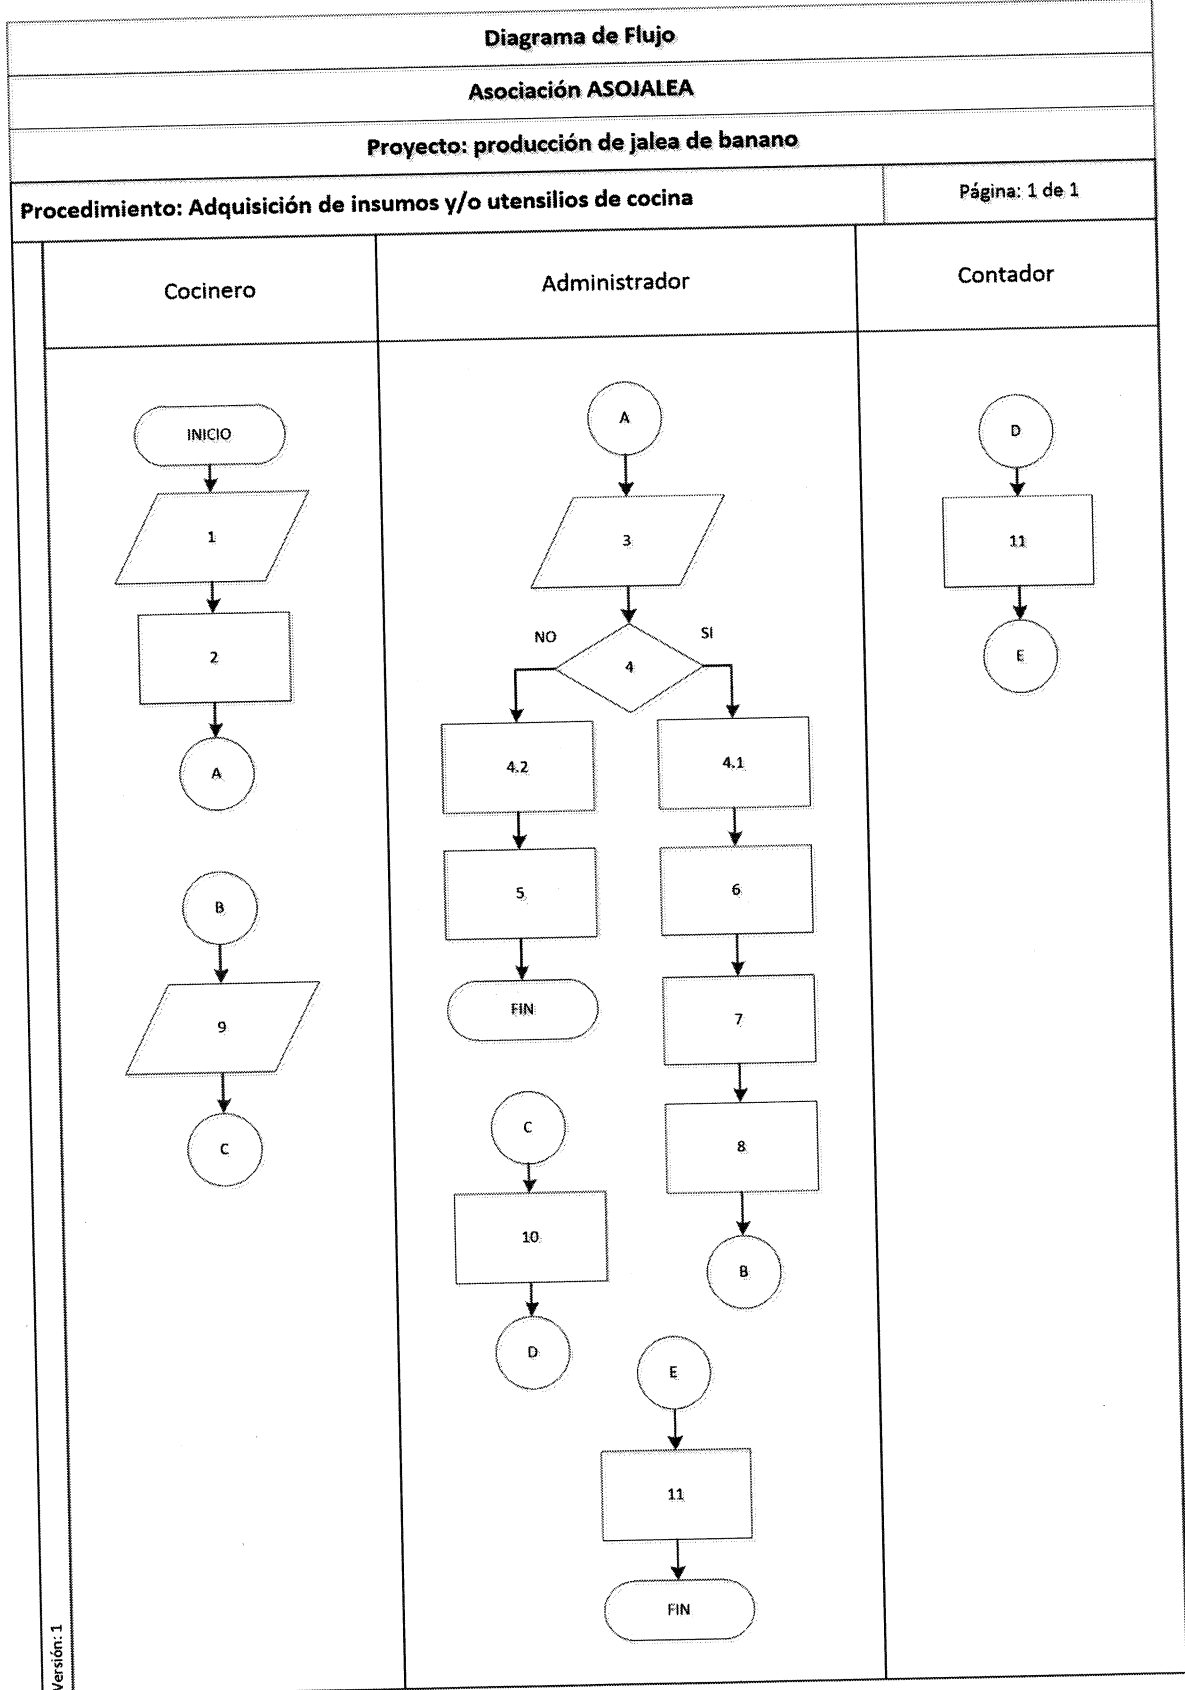 Diagrama de Flujo
Asociación ASOJALEA
Proyecto: producción de jalea de banano
Procedimiento: Adquisición de insumos y/o utensilios de cocina
Página: 1 de 1
Cocinero
Administrador
Contador
INICIO
1
2
A
B
9
C
A
3
NO
SI
4
4.2
4.1
5
6
FIN
7
8
C
10
B
D
E
11
FIN
D
11
E
Versión: 1